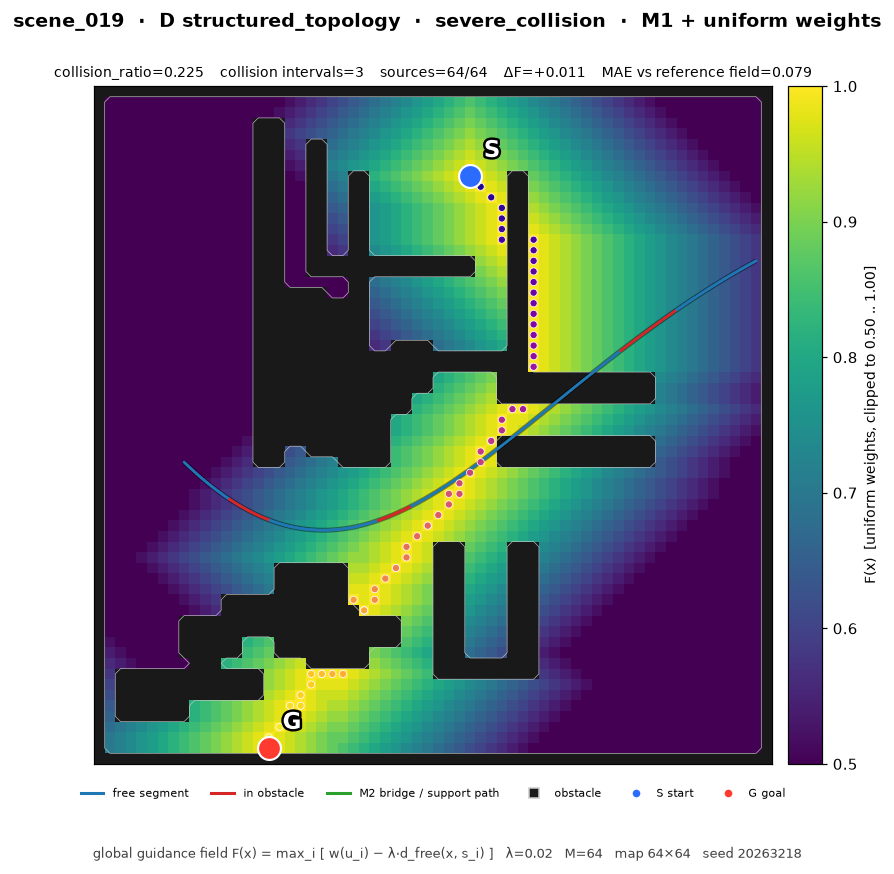 scene_019 · D structured_topology · severe_collision · M1 + uniform weights
collision_ratio=0.225 collision intervals=3 sources=64/64 ΔF=+0.011 MAE vs reference field=0.079
S
G
1.0
0.9
0.8
0.7
0.6
0.5
F(x) [uniform weights, clipped to 0.50 .. 1.00]
free segment
in obstacle
M2 bridge / support path
obstacle
S start
G goal
global guidance field F(x) = max_i [ w(u_i) − λ·d_free(x, s_i) ] λ=0.02 M=64 map 64×64 seed 20263218